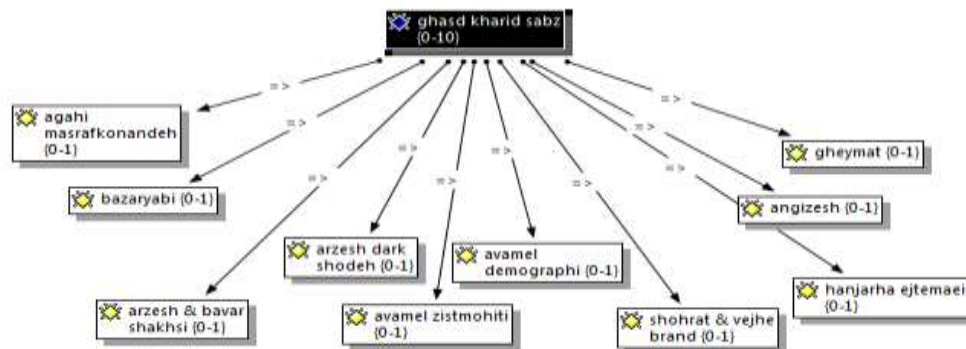 ghasd kharid sabz
{0-10}
=>
=>
=>
=>
=>
=>
=>
=>
=>
=>
agahi
masrafkonandeh
{0-1}
gheymat {0-1}
bazaryabi {0-1}
angizesh {0-1}
arzesh dark
shodeh {0-1}
avamel
demographi {0-1}
hanjarha ejtemaei
{0-1}
arzesh & bavar
shakhsi {0-1}
avamel zistmohiti
{0-1}
shohrat & vejhe
brand {0-1}